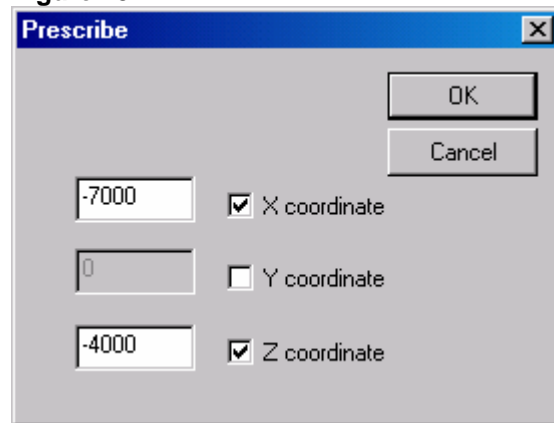 Prescribe
OK
Cancel
-7000 X coordinate
0 Y coordinate
-4000 Z coordinate